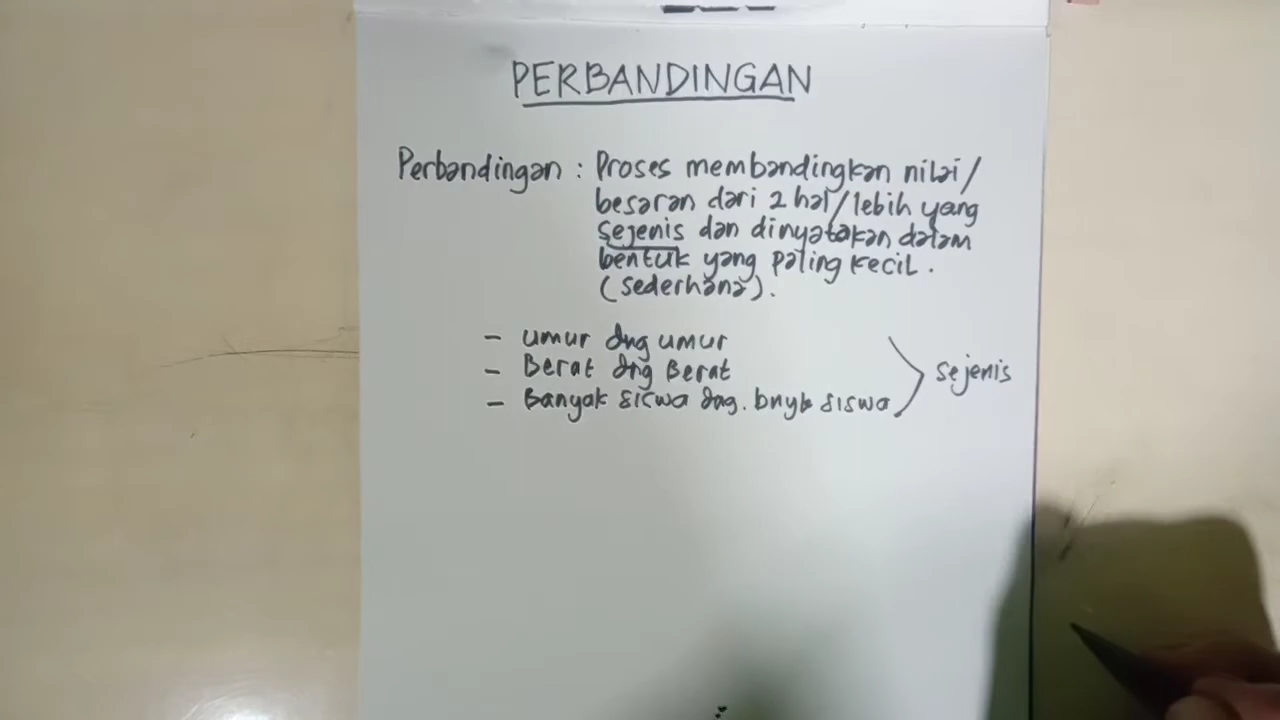 PERBANDINGAN
Perbandingan : Proses membandingkan nilai/
besaran dari 2 hal/lebih yang
sejenis dan dinyatakan dalam
bentuk yang paling kecil.
(sederhana).
- umur dng umur
- Berat dng Berat
- Banyak siswa dng. bnyk siswa
sejenis